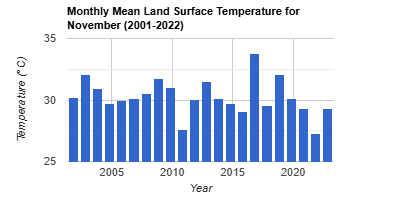 Monthly Mean Land Surface Temperature for
November (2001-2022)
35
30
25
Temperature (° C)
2005 2010 2015 2020
Year